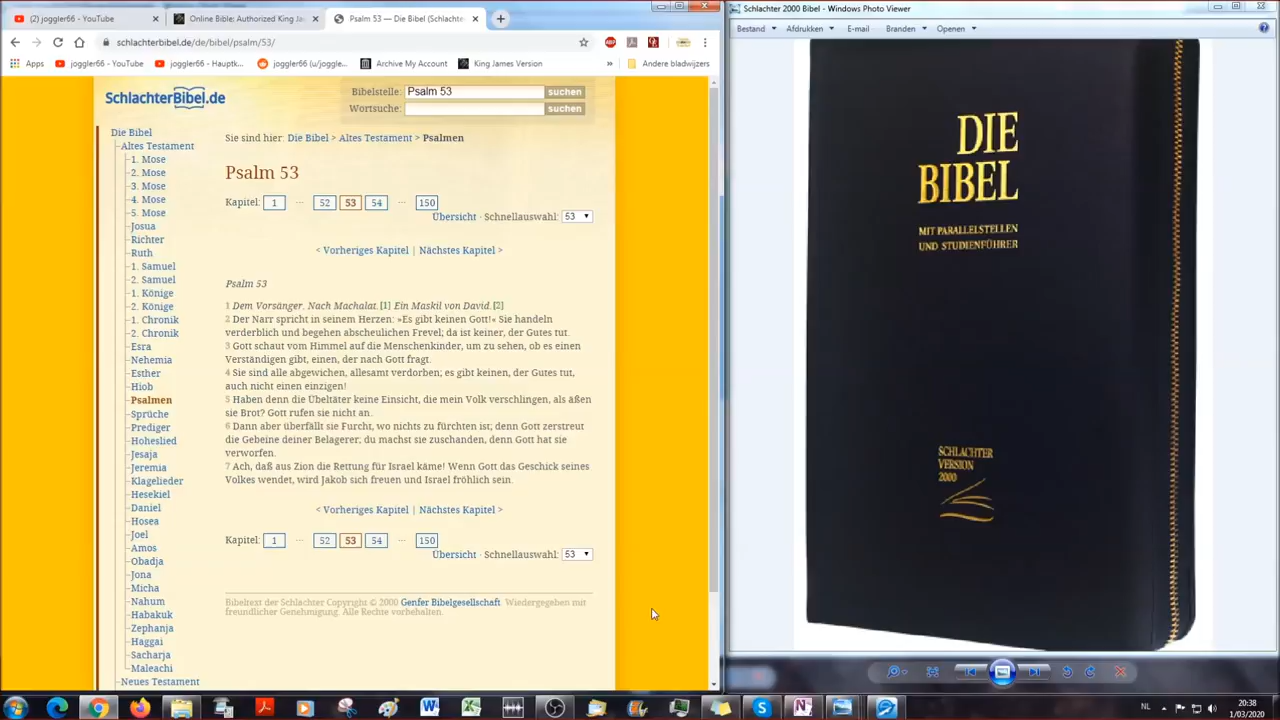 (2) joggler66 - YouTube
Online Bible: Authorized King Ja
Psalm 53 — Die Bibel (Schlachte
schlachterbibel.de/de/bibel/psalm/53/
Apps
joggler66 - YouTube
joggler66 - Hauptk...
joggler66 (u/joggle...
Archive My Account
King James Version
»
Andere bladwijzers
SchlachterBibel.de
Bibelstelle: Psalm 53 suchen
Wortsuche: suchen
Die Bibel
Altes Testament
1. Mose
2. Mose
3. Mose
4. Mose
5. Mose
Josua
Richter
Ruth
1. Samuel
2. Samuel
1. Könige
2. Könige
1. Chronik
2. Chronik
Esra
Nehemia
Esther
Hiob
Psalmen
Sprüche
Prediger
Hoheslied
Jesaja
Jeremia
Klagelieder
Hesekiel
Daniel
Hosea
Joel
Amos
Obadja
Jona
Micha
Nahum
Habakuk
Zephanja
Haggai
Sacharja
Maleachi
Neues Testament
Sie sind hier: Die Bibel > Altes Testament > Psalmen
Psalm 53
Kapitel: 1 ... 52 53 54 ... 150
Übersicht · Schnellauswahl: 53
< Vorheriges Kapitel | Nächstes Kapitel >
Psalm 53
1 Dem Vorsänger. Nach Machalat.[1] Ein Maskil von David.[2]
2 Der Narr spricht in seinem Herzen: »Es gibt keinen Gott!« Sie handeln
verderblich und begehen abscheulichen Frevel; da ist keiner, der Gutes tut.
3 Gott schaut vom Himmel auf die Menschenkinder, um zu sehen, ob es einen
Verständigen gibt, einen, der nach Gott fragt.
4 Sie sind alle abgewichen, allesamt verdorben; es gibt keinen, der Gutes tut,
auch nicht einen einzigen!
5 Haben denn die Übeltäter keine Einsicht, die mein Volk verschlingen, als äßen
sie Brot? Gott rufen sie nicht an.
6 Dann aber überfällt sie Furcht, wo nichts zu fürchten ist; denn Gott zerstreut
die Gebeine deiner Belagerer; du machst sie zuschanden, denn Gott hat sie
verworfen.
7 Ach, daß aus Zion die Rettung für Israel käme! Wenn Gott das Geschick seines
Volkes wendet, wird Jakob sich freuen und Israel fröhlich sein.
< Vorheriges Kapitel | Nächstes Kapitel >
Kapitel: 1 ... 52 53 54 ... 150
Übersicht · Schnellauswahl: 53
Bibeltext der Schlachter Copyright © 2000 Genfer Bibelgesellschaft. Wiedergegeben mit
freundlicher Genehmigung. Alle Rechte vorbehalten.
Schlachter 2000 Bibel - Windows Photo Viewer
Bestand
Afdrukken
E-mail
Branden
Openen
DIE
BIBEL
MIT PARALLELSTELLEN
UND STUDIENFÜHRER
SCHLACHTER
VERSION
2000
NL
20:38
1/03/2020